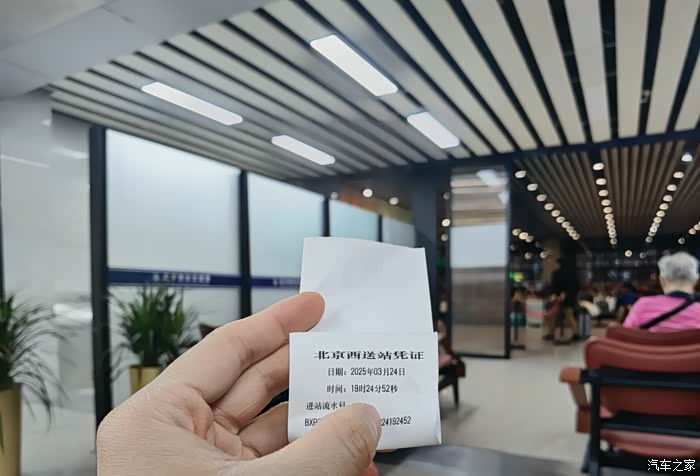 北京西送站凭证
日期：2025年03月24日
时间：19时24分52秒
进站流水号
24192452
汽车之家